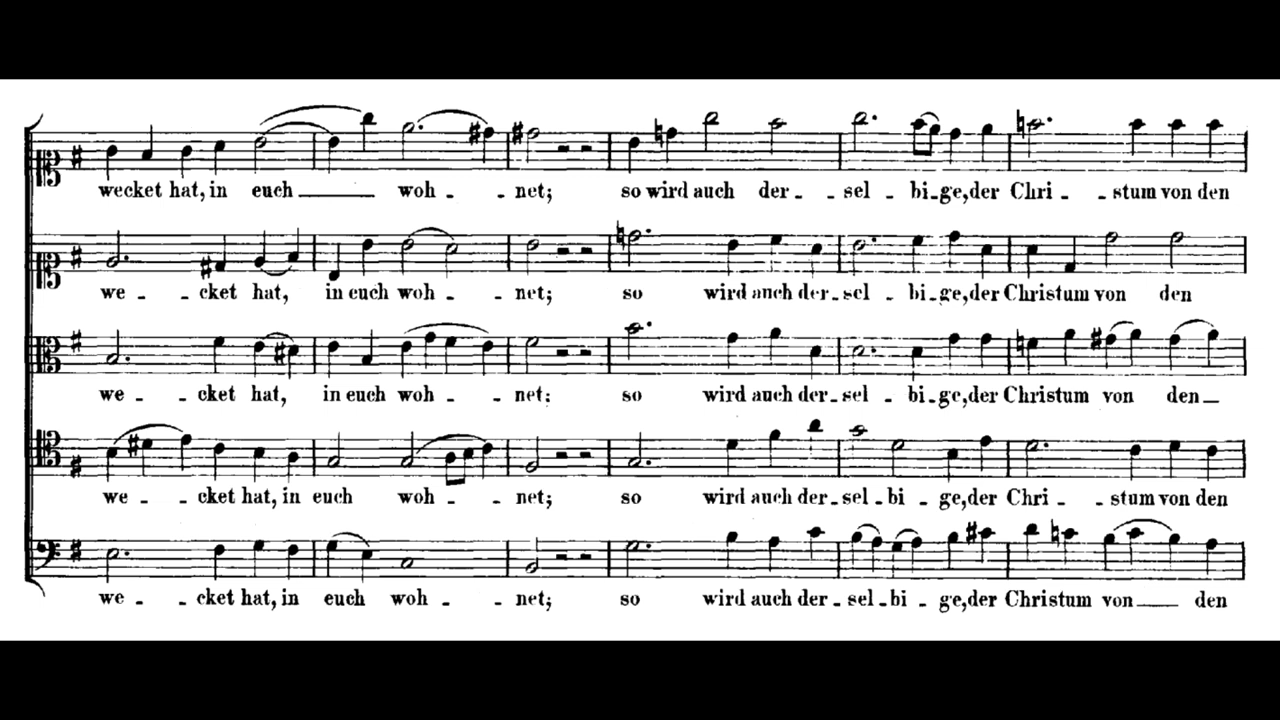 wecket hat, in euch woh - - net; so wird auch der - - sel - bi - ge, der Chri - - stum von den
we - - cket hat, in euch woh - - net; so wird auch der - sel - bi - ge, der Christum von den
we - - cket hat, in euch woh - - net; so wird auch der - sel - bi - ge, der Christum von den
we - - cket hat, in euch woh - - net; so wird auch der - sel - bi - ge, der Chri - - stum von den
we - - cket hat, in euch woh - - net; so wird auch der - sel - bi - ge, der Christum von den